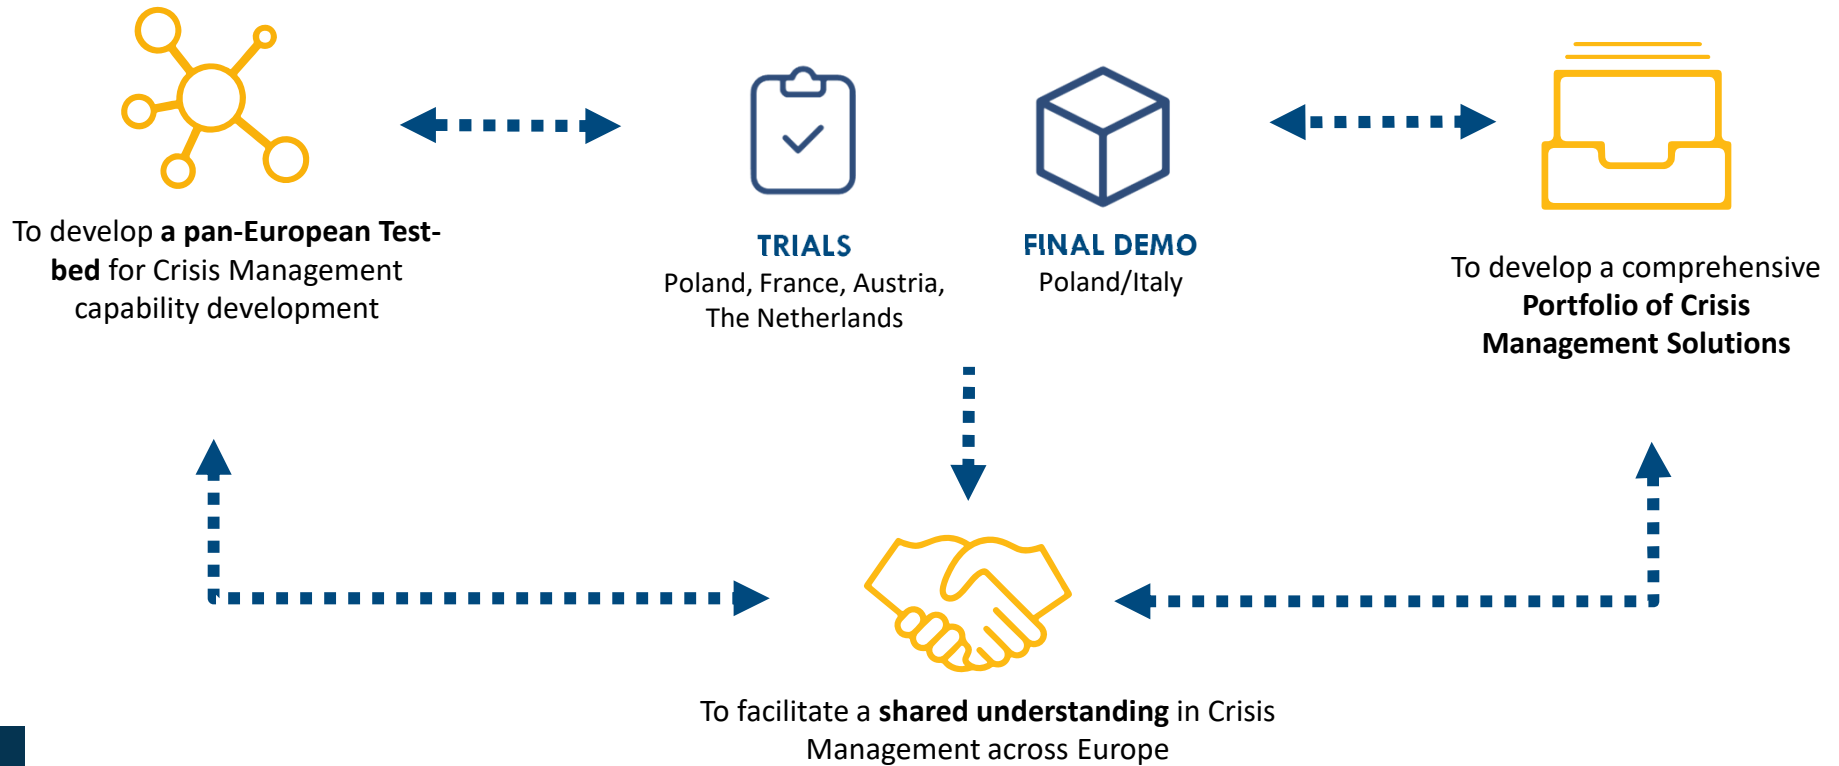 To develop a pan-European Test-
bed for Crisis Management
capability development
TRIALS
Poland, France, Austria,
The Netherlands
FINAL DEMO
Poland/Italy
To develop a comprehensive
Portfolio of Crisis
Management Solutions
To facilitate a shared understanding in Crisis
Management across Europe